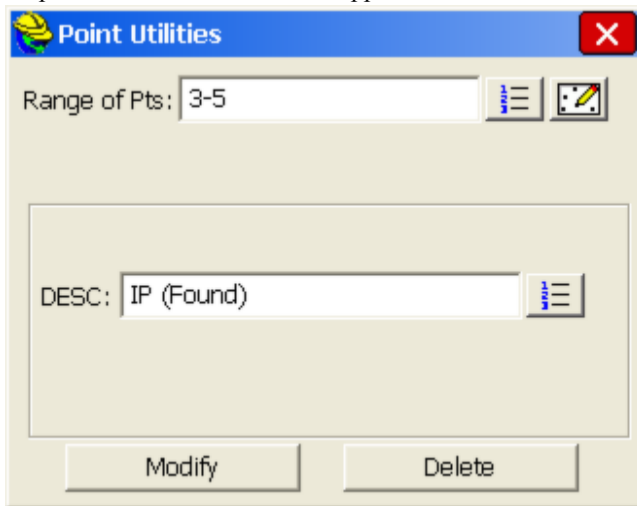 Point Utilities
Range of Pts: 3-5
DESC: IP (Found)
Modify Delete